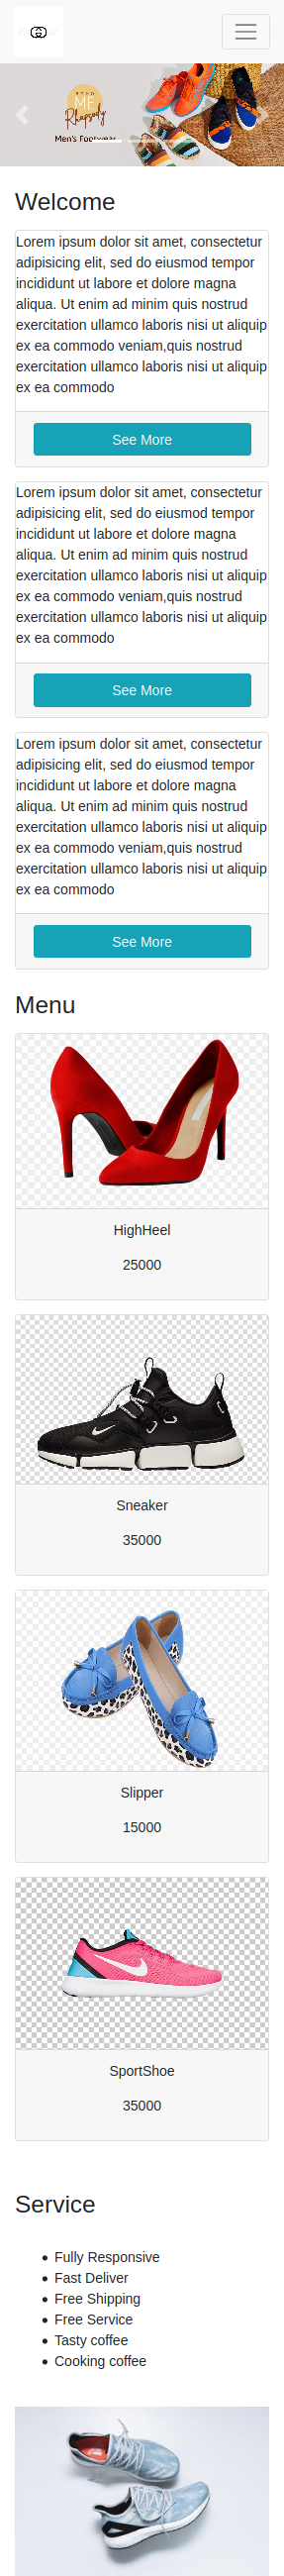 ME
Rhapsody
Men's Footwear
Welcome
Lorem ipsum dolor sit amet, consectetur
adipisicing elit, sed do eiusmod tempor
incididunt ut labore et dolore magna
aliqua. Ut enim ad minim quis nostrud
exercitation ullamco laboris nisi ut aliquip
ex ea commodo veniam,quis nostrud
exercitation ullamco laboris nisi ut aliquip
ex ea commodo
See More
Lorem ipsum dolor sit amet, consectetur
adipisicing elit, sed do eiusmod tempor
incididunt ut labore et dolore magna
aliqua. Ut enim ad minim quis nostrud
exercitation ullamco laboris nisi ut aliquip
ex ea commodo veniam,quis nostrud
exercitation ullamco laboris nisi ut aliquip
ex ea commodo
See More
Lorem ipsum dolor sit amet, consectetur
adipisicing elit, sed do eiusmod tempor
incididunt ut labore et dolore magna
aliqua. Ut enim ad minim quis nostrud
exercitation ullamco laboris nisi ut aliquip
ex ea commodo veniam,quis nostrud
exercitation ullamco laboris nisi ut aliquip
ex ea commodo
See More
Menu
HighHeel
25000
Sneaker
35000
Slipper
15000
SportShoe
35000
Service
Fully Responsive
Fast Deliver
Free Shipping
Free Service
Tasty coffee
Cooking coffee